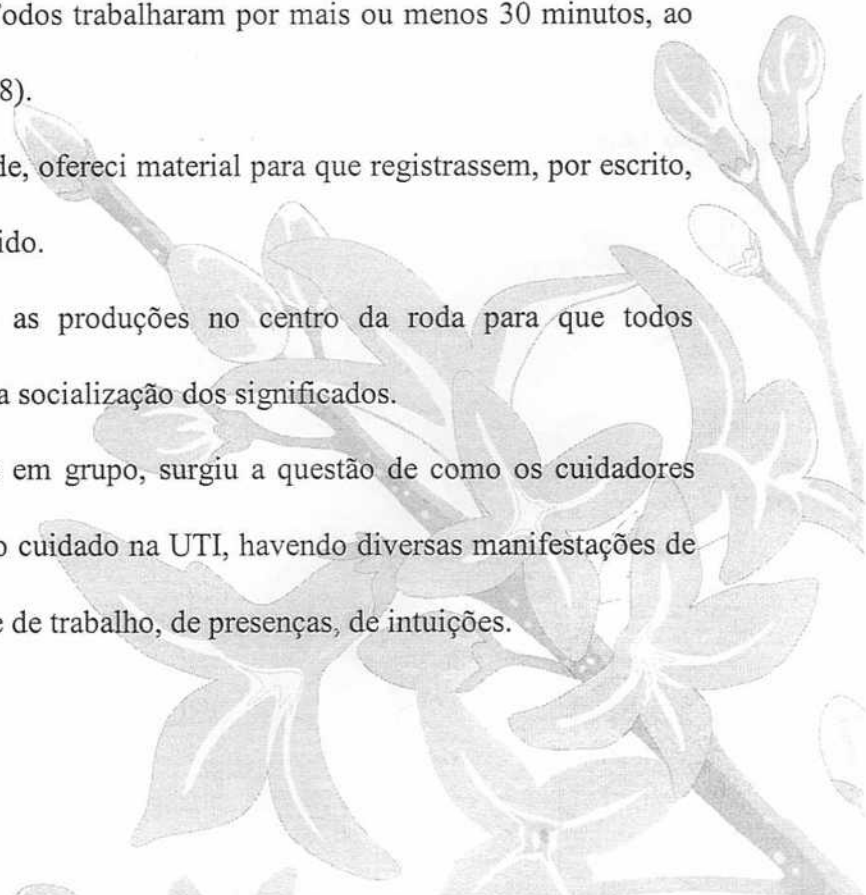 odos trabalharam por mais ou menos 30 minutos, ao
8).
de, ofereci material para que registrassem, por escrito,
ido.
as produções no centro da roda para que todos
a socialização dos significados.
em grupo, surgiu a questão de como os cuidadores
o cuidado na UTI, havendo diversas manifestações de
e de trabalho, de presenças, de intuições.